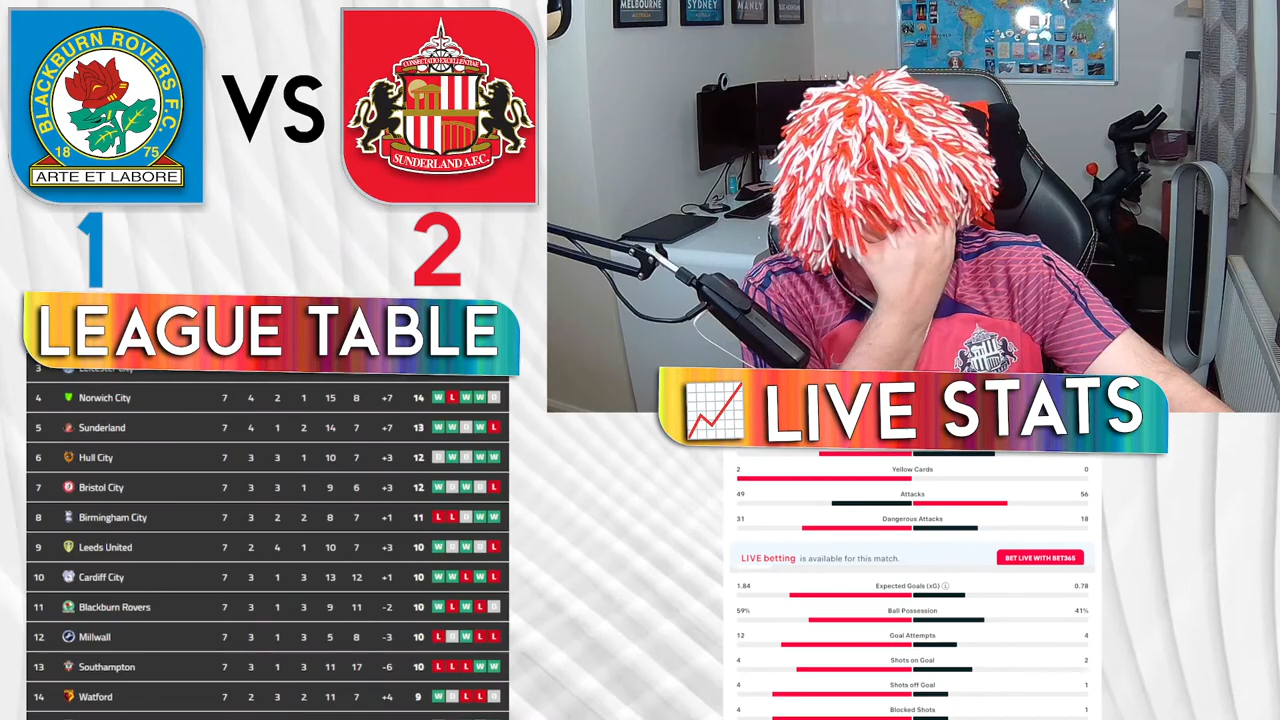 BLACKBURN ROVERS F.C.
18 75
ARTE ET LABORE
VS
CONSECTATIO EXCELLENTIAE
SUNDERLAND A.F.C.
1
2
MELBOURNE
AUSTRALIA
SYDNEY
AUSTRALIA
MANLY
BLUE MOUNTAINS
LEAGUE TABLE
3 Leicester City
4 Norwich City 7 4 2 1 15 8 +7 14 W L W W D
5 Sunderland 7 4 1 2 14 7 +7 13 W W D W L
6 Hull City 7 3 3 1 10 7 +3 12 D W D W W
7 Bristol City 7 3 3 1 9 6 +3 12 W D W D L
8 Birmingham City 7 3 2 2 8 7 +1 11 L L D W W
9 Leeds United 7 2 4 1 10 7 +3 10 W D W D L
10 Cardiff City 7 3 1 3 13 12 +1 10 W W L W L
11 Blackburn Rovers 7 3 1 3 9 11 -2 10 W L W L D
12 Millwall 7 3 1 3 5 8 -3 10 L D W L L
13 Southampton 7 3 1 3 11 17 -6 10 L L L W W
14 Watford 7 2 3 2 11 7 +4 9 W D L L D
LIVE STATS
2 Yellow Cards 0
49 Attacks 56
31 Dangerous Attacks 18
LIVE betting is available for this match. BET LIVE WITH BET365
1.84 Expected Goals (xG) 0.78
59% Ball Possession 41%
12 Goal Attempts 4
4 Shots on Goal 2
4 Shots off Goal 1
4 Blocked Shots 1